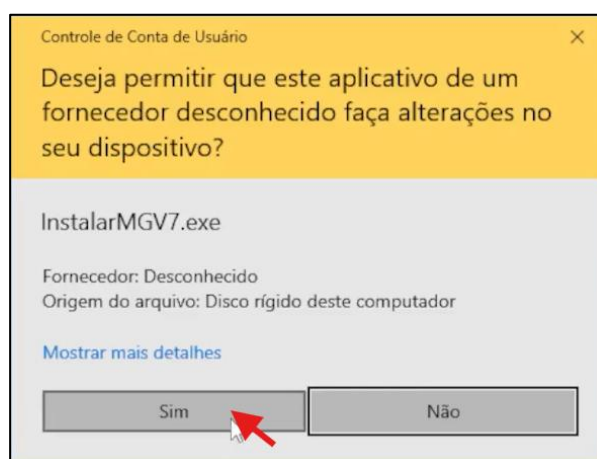 Controle de Conta de Usuário
Deseja permitir que este aplicativo de um
fornecedor desconhecido faça alterações no
seu dispositivo?
InstalarMGV7.exe
Fornecedor: Desconhecido
Origem do arquivo: Disco rígido deste computador
Mostrar mais detalhes
Sim
Não